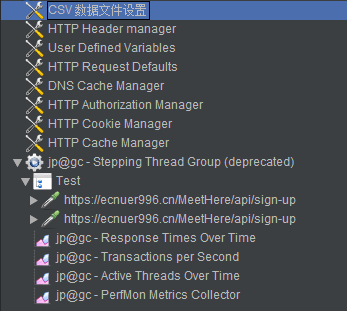 CSV 数据文件设置
HTTP Header manager
User Defined Variables
HTTP Request Defaults
DNS Cache Manager
HTTP Authorization Manager
HTTP Cookie Manager
HTTP Cache Manager
jp@gc - Stepping Thread Group (deprecated)
Test
https://ecnuer996.cn/MeetHere/api/sign-up
https://ecnuer996.cn/MeetHere/api/sign-up
jp@gc - Response Times Over Time
jp@gc - Transactions per Second
jp@gc - Active Threads Over Time
jp@gc - PerfMon Metrics Collector